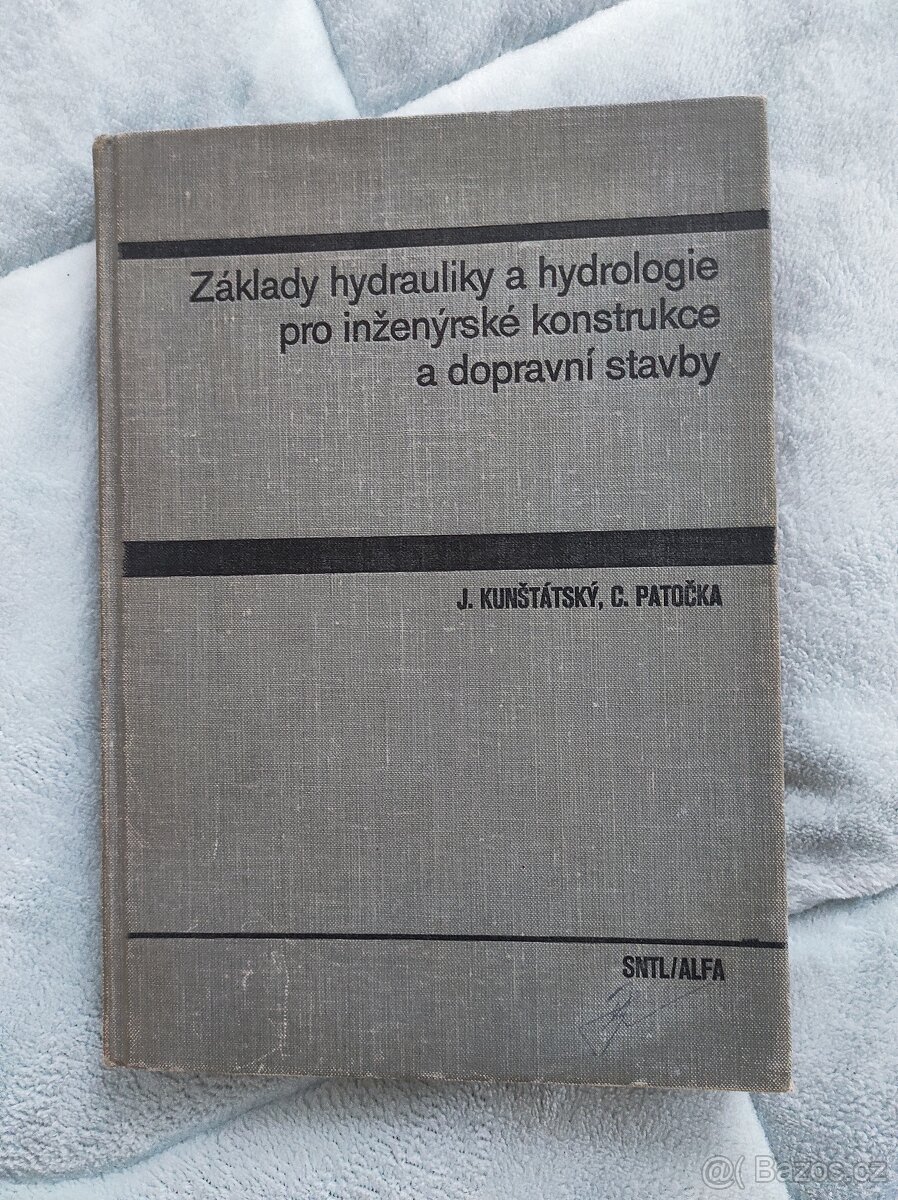 Základy hydrauliky a hydrologie
pro inženýrské konstrukce
a dopravní stavby
J. KUNŠTÁTSKÝ, C. PATOČKA
SNTL/ALFA
@( Bazos.cz